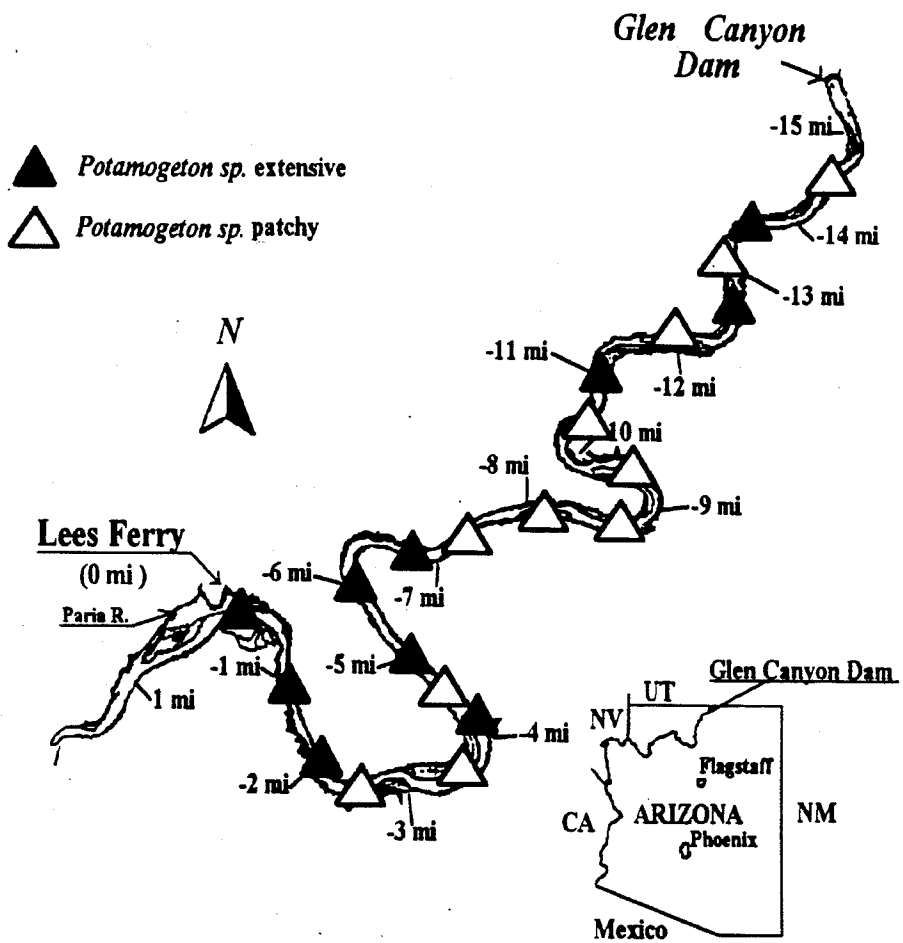 Glen Canyon
Dam
-15 mi
Potamogeton sp. extensive
Potamogeton sp. patchy
-14 mi
-13 mi
N
-11 mi
-12 mi
10 mi
-8 mi
-9 mi
Lees Ferry
(0 mi)
-6 mi
-7 mi
Paria R.
-1 mi
-5 mi
1 mi
Glen Canyon Dam
UT
NV
-4 mi
Flagstaff
-2 mi
CA
ARIZONA
NM
-3 mi
Phoenix
Mexico